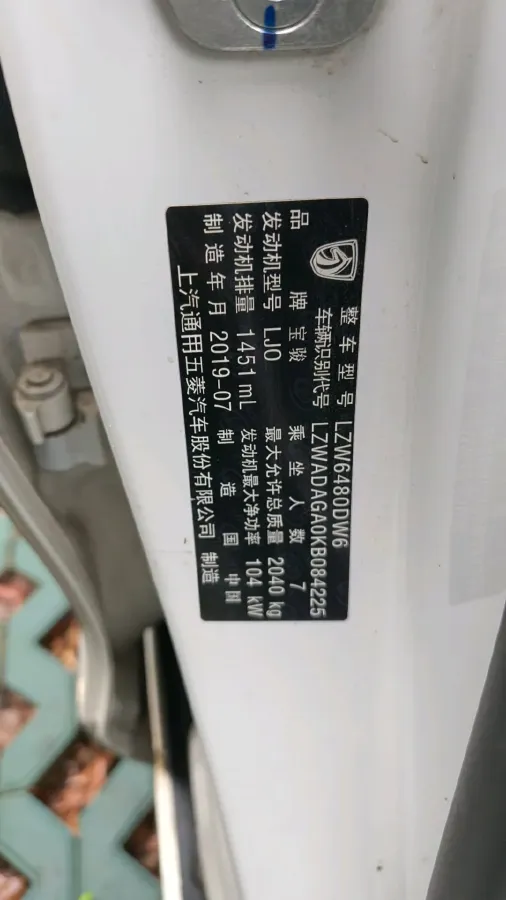 整车型号 LZW6480DW6
车辆识别代号 LZWADAGA0KB084225
品牌 宝骏 乘坐人数 7
发动机型号 LJO 最大允许总质量 2040 kg
发动机排量 1451 mL 发动机最大净功率 104 kW
制造年月 2019-07 制造国 中国
上汽通用五菱汽车股份有限公司 制造